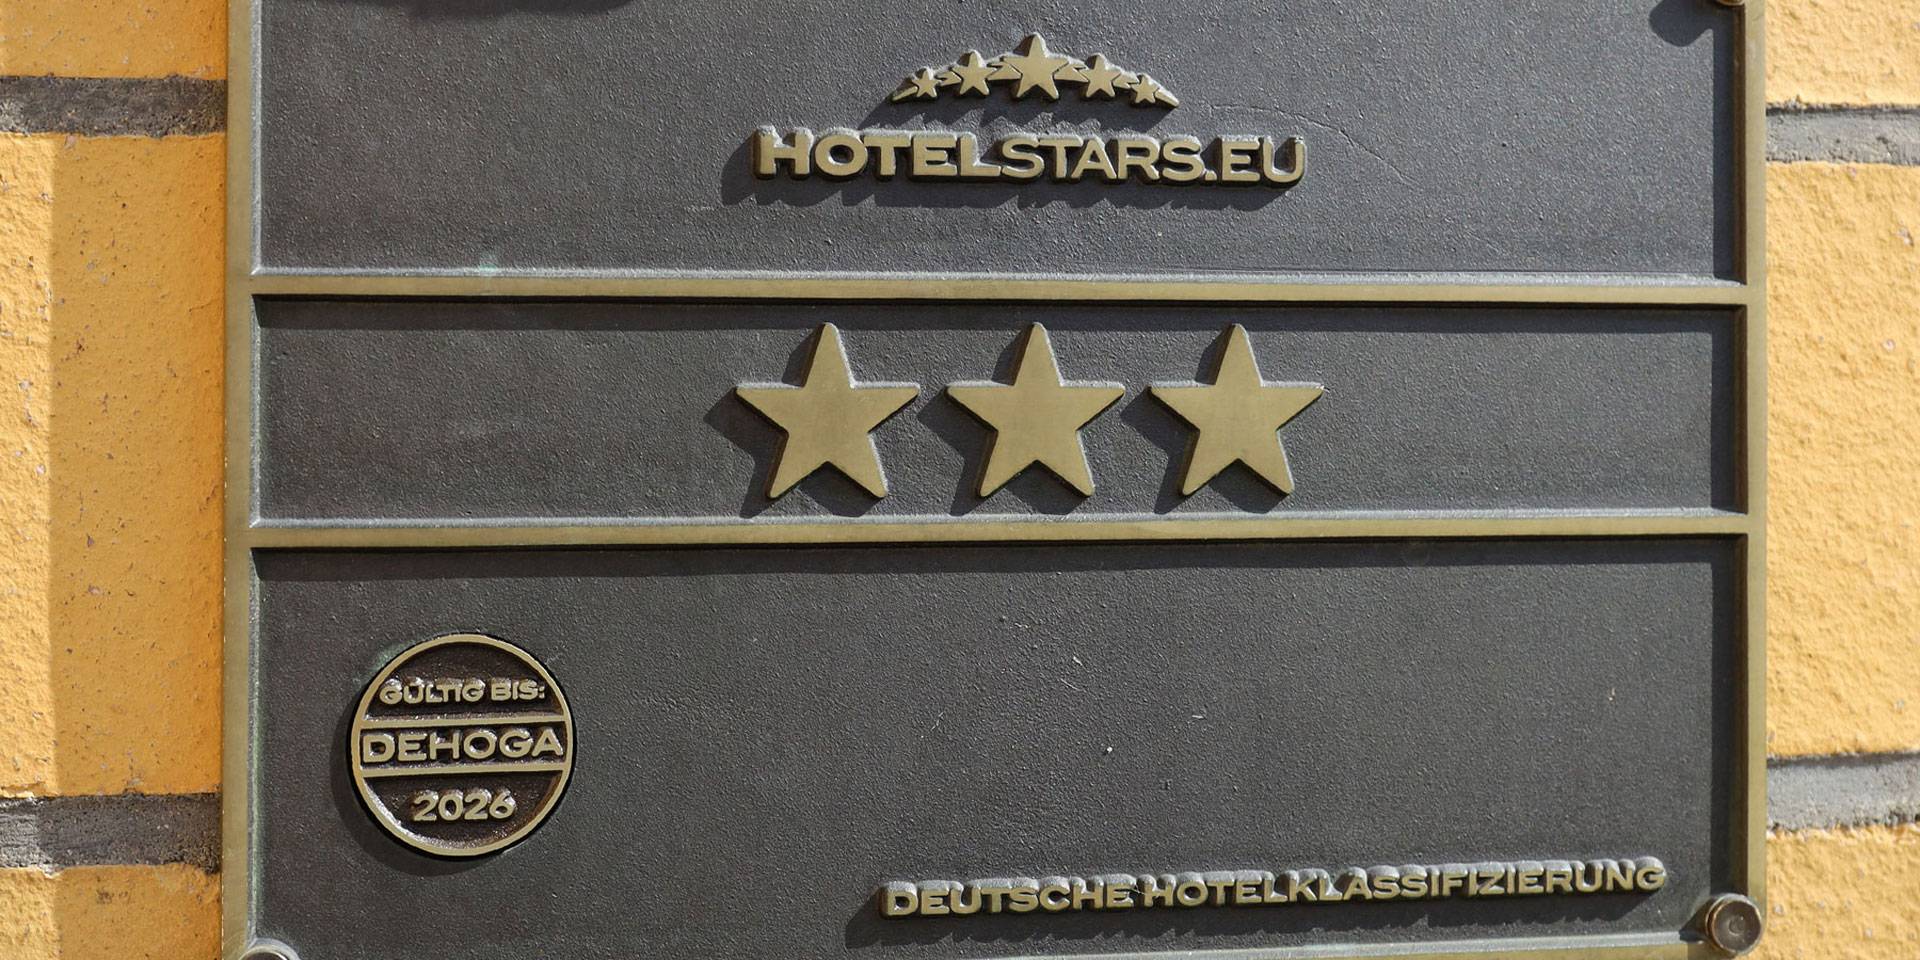 HOTELSTARS.EU
GÜLTIG BIS:
DEHOGA
2026
DEUTSCHE HOTELKLASSIFIZIERUNG